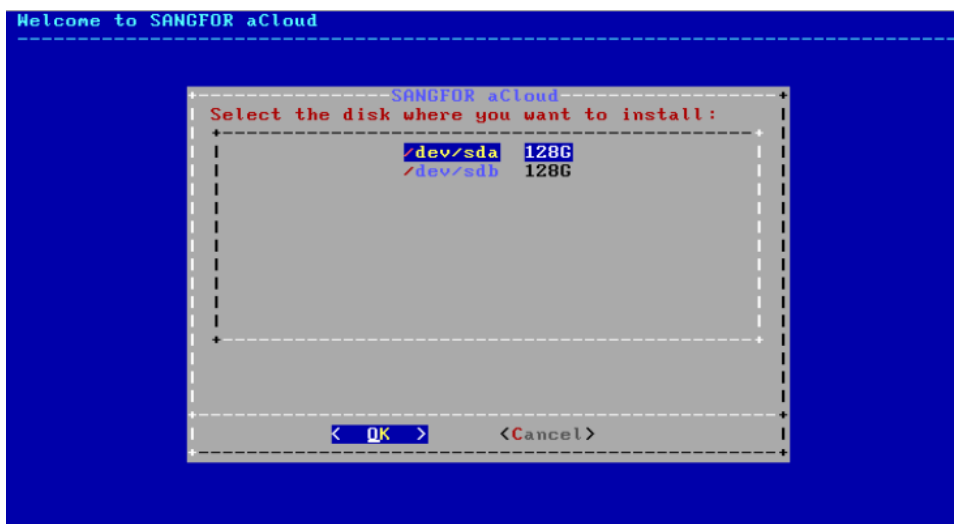 Welcome to SANGFOR aCloud
SANGFOR aCloud
Select the disk where you want to install:
/dev/sda 128G
/dev/sdb 128G
< OK > <Cancel>